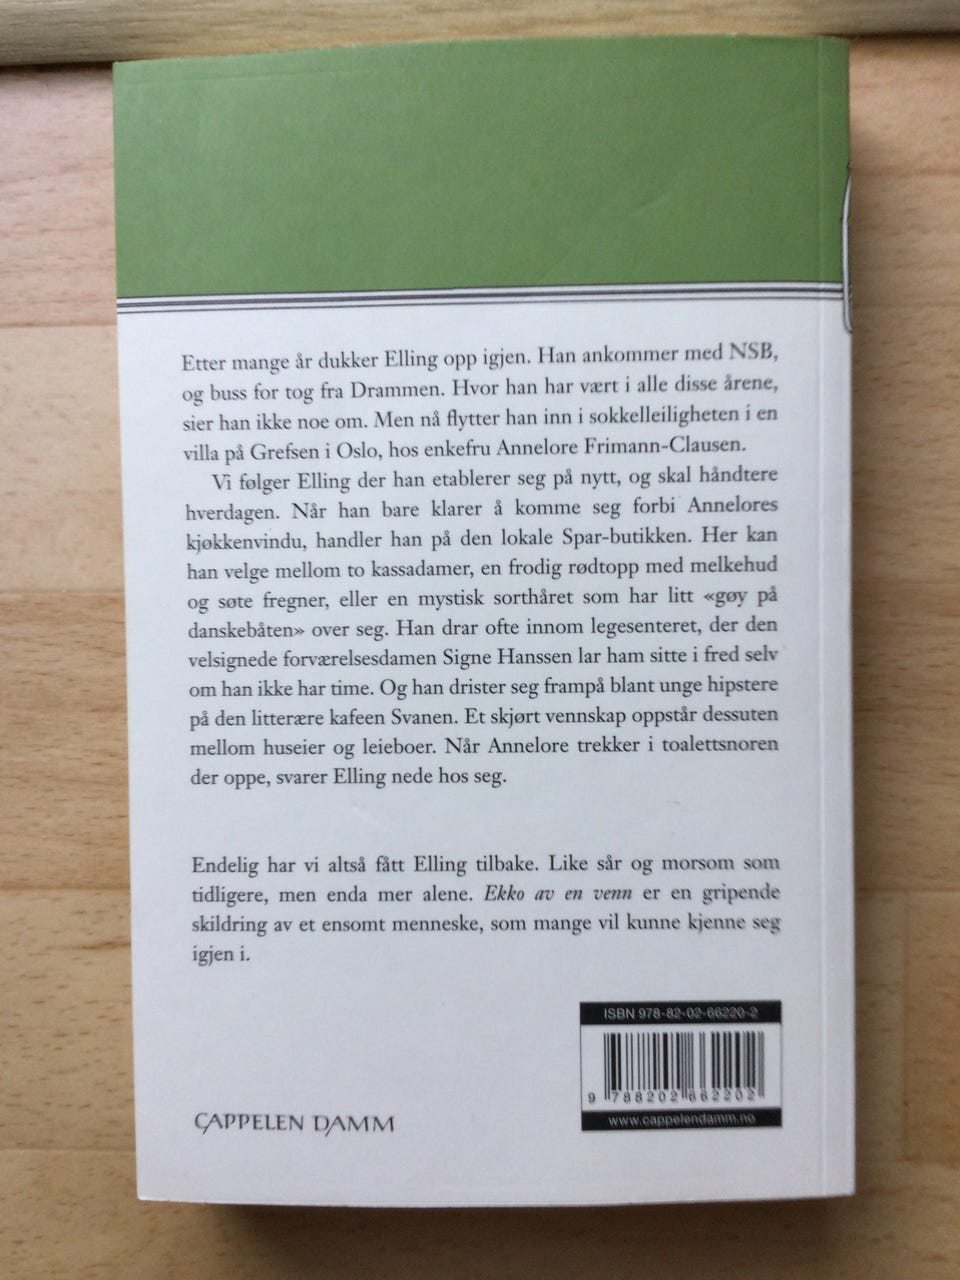 Etter mange år dukker Elling opp igjen. Han ankommer med NSB,
og buss for tog fra Drammen. Hvor han har vært i alle disse årene,
sier han ikke noe om. Men nå flytter han inn i sokkelleiligheten i en
villa på Grefsen i Oslo, hos enkefru Annelore Frimann-Clausen.
Vi følger Elling der han etablerer seg på nytt, og skal håndtere
hverdagen. Når han bare klarer å komme seg forbi Annelores
kjøkkenvindu, handler han på den lokale Spar-butikken. Her kan
han velge mellom to kassadamer, en frodig rødtopp med melkehud
og søte fregner, eller en mystisk sorthåret som har litt «gøy på
danskebåten» over seg. Han drar ofte innom legesenteret, der den
velsignede forværelsesdamen Signe Hanssen lar ham sitte i fred selv
om han ikke har time. Og han drister seg frampå blant unge hipstere
på den litterære kafeen Svanen. Et skjørt vennskap oppstår dessuten
mellom huseier og leieboer. Når Annelore trekker i toalettsnoren
der oppe, svarer Elling nede hos seg.
Endelig har vi altså fått Elling tilbake. Like sår og morsom som
tidligere, men enda mer alene. Ekko av en venn er en gripende
skildring av et ensomt menneske, som mange vil kunne kjenne seg
igjen i.
ISBN 978-82-02-66220-2
9 788202 662202
www.cappelendamm.no
CAPPELEN DAMM